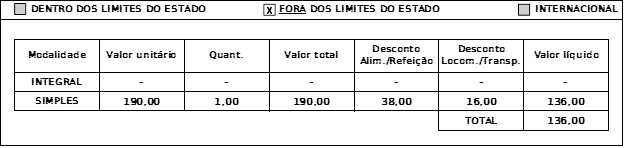 DENTRO DOS LIMITES DO ESTADO X FORA DOS LIMITES DO ESTADO INTERNACIONAL
Modalidade Valor unitário Quant. Valor total Desconto Alim./Refeição Desconto Locom./Transp. Valor líquido
INTEGRAL - - - - - -
SIMPLES 190,00 1,00 190,00 38,00 16,00 136,00
TOTAL 136,00